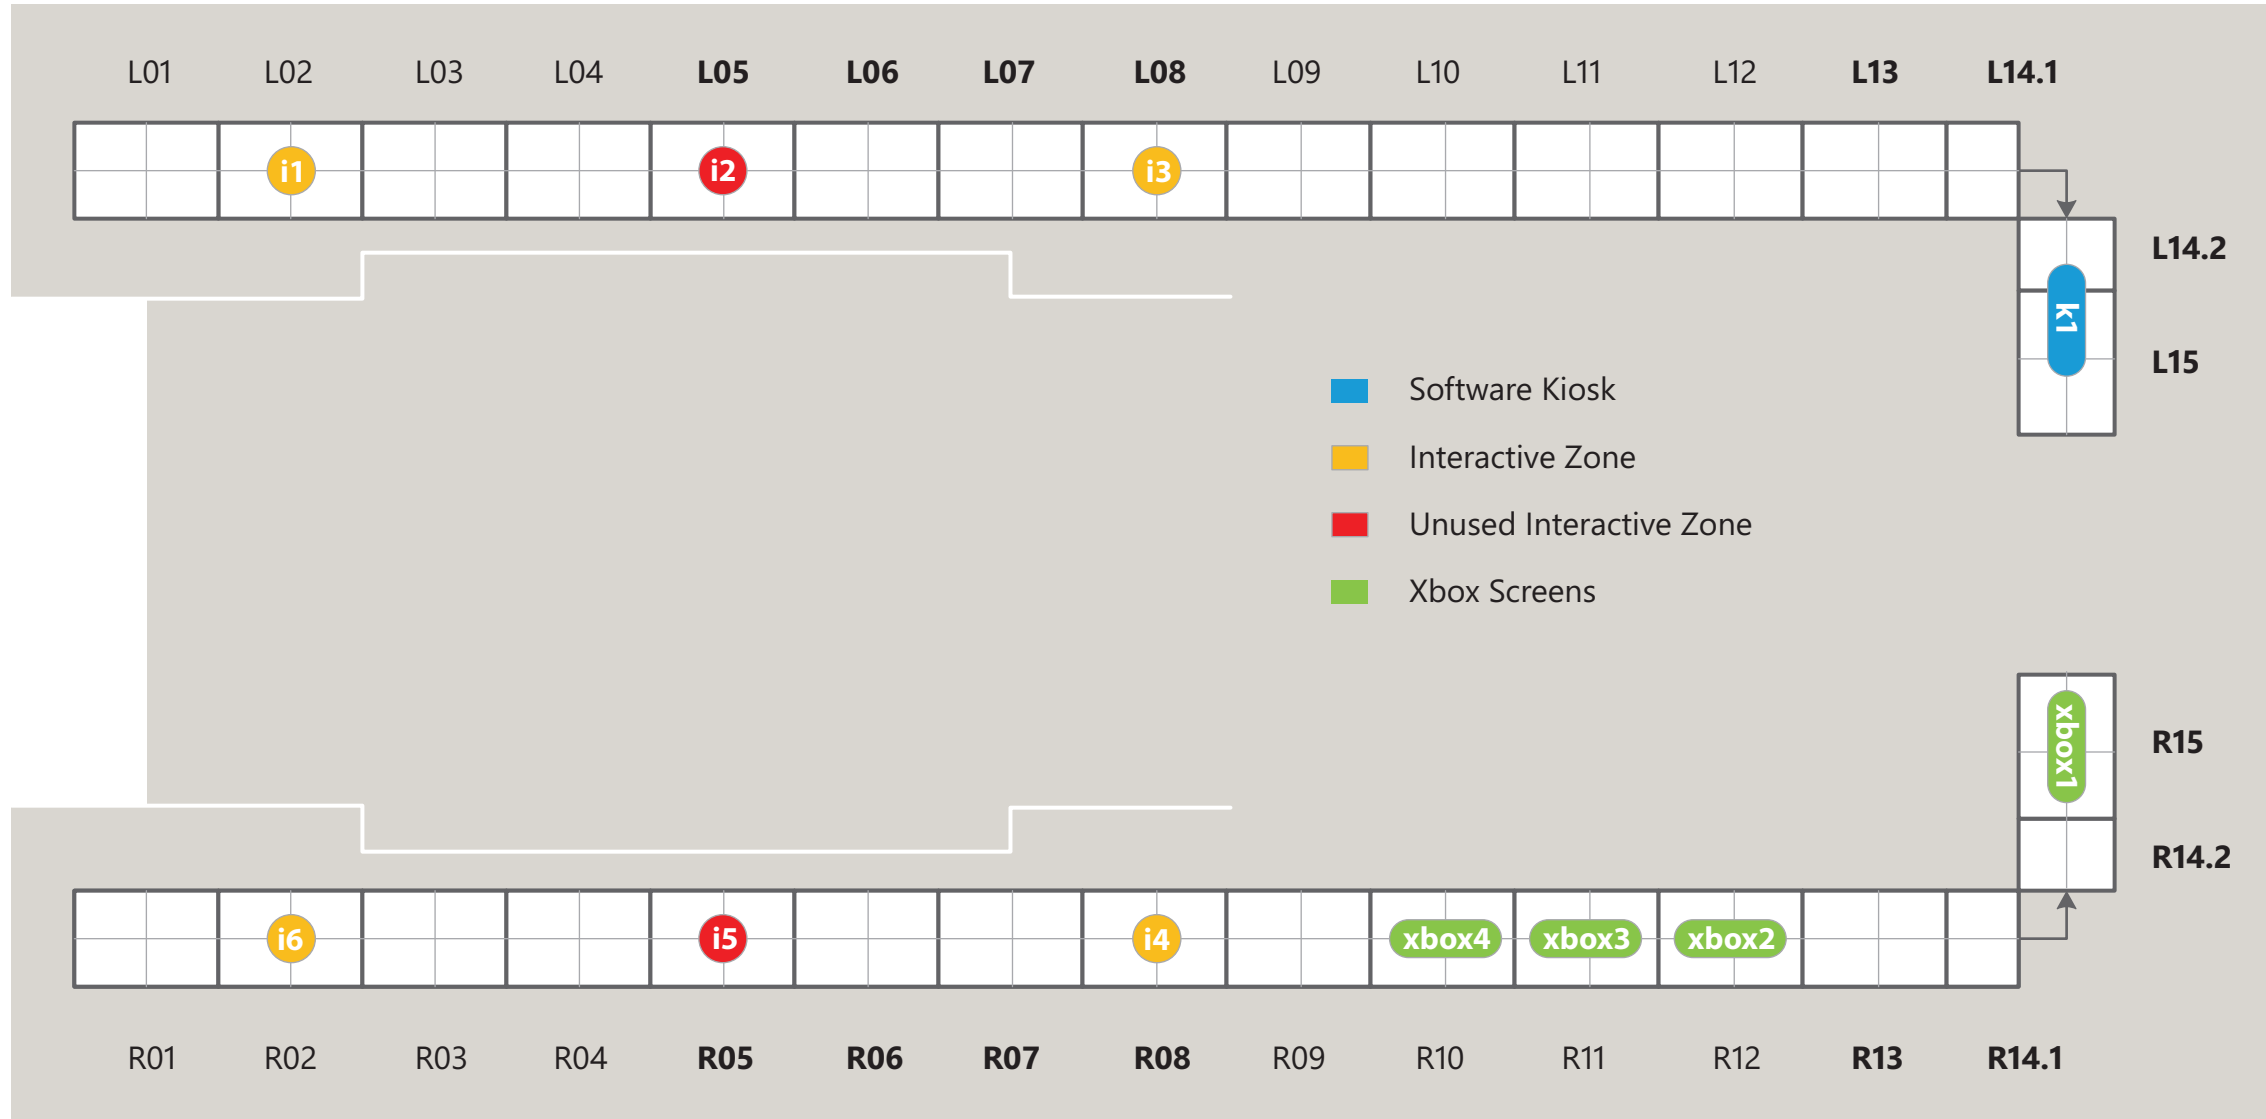 L01 L02 L03 L04 L05 L06 L07 L08 L09 L10 L11 L12 L13 L14.1
i1 i2 i3
L14.2
k1
L15
Software Kiosk
Interactive Zone
Unused Interactive Zone
Xbox Screens
xbox1
R15
R14.2
i6 i5 i4 xbox4 xbox3 xbox2
R01 R02 R03 R04 R05 R06 R07 R08 R09 R10 R11 R12 R13 R14.1